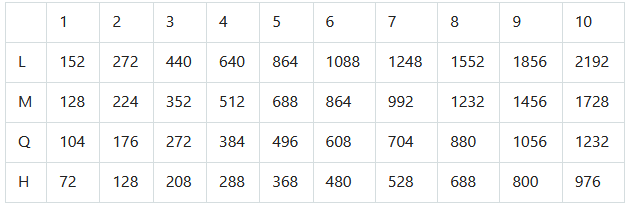 1 2 3 4 5 6 7 8 9 10
L 152 272 440 640 864 1088 1248 1552 1856 2192
M 128 224 352 512 688 864 992 1232 1456 1728
Q 104 176 272 384 496 608 704 880 1056 1232
H 72 128 208 288 368 480 528 688 800 976